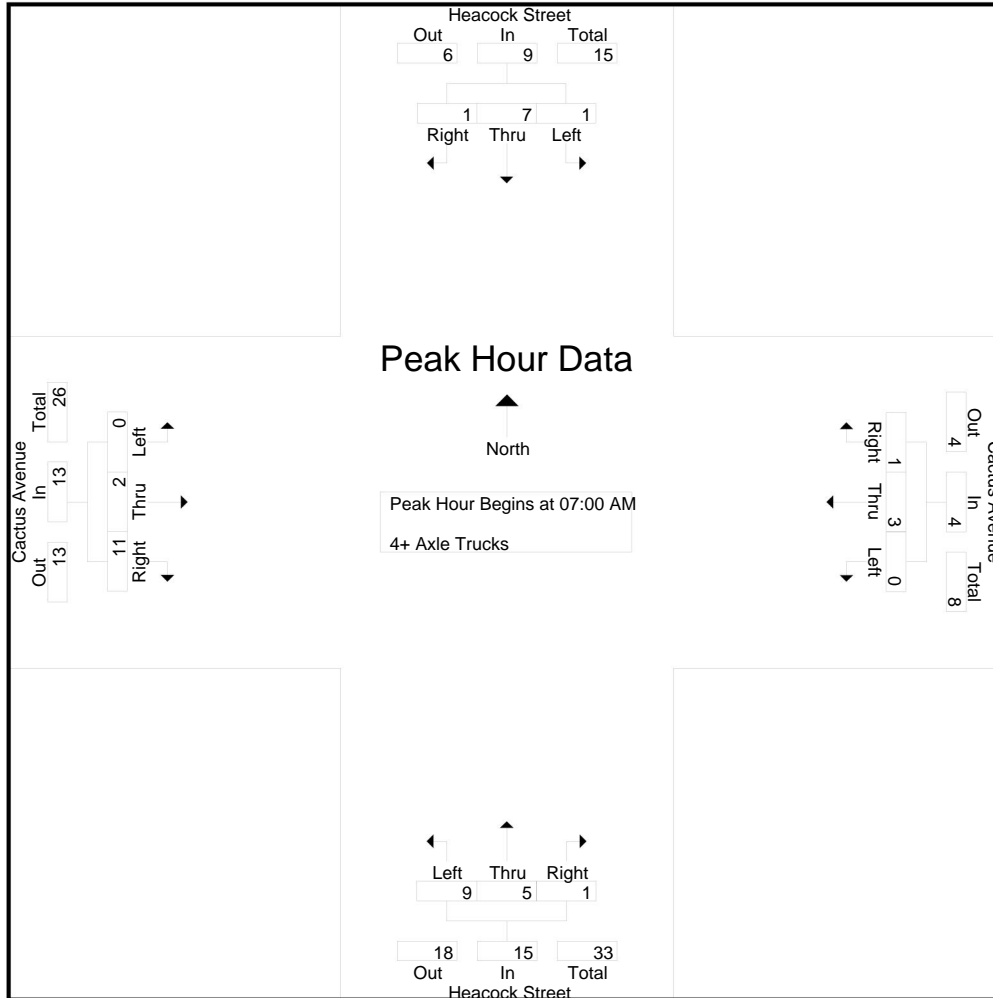 Heacock Street
Out In Total
6 9 15
1 7 1
Right Thru Left
Peak Hour Data
North
Peak Hour Begins at 07:00 AM
4+ Axle Trucks
Cactus Avenue
Total In Out
26 13 13
0 2 11
Left Thru Right
Cactus Avenue
Out In Total
4 4 8
1 3 0
Right Thru Left
Left Thru Right
9 5 1
18 15 33
Out In Total
Heacock Street